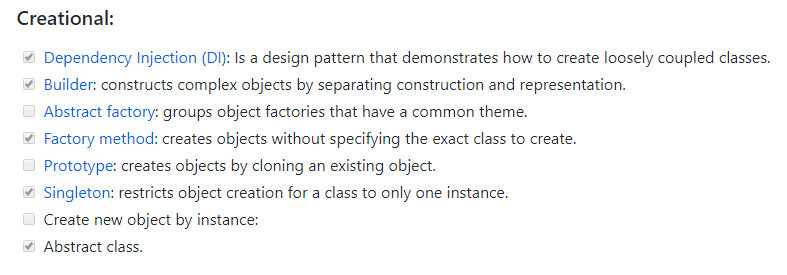 Creational:
Dependency Injection (DI): Is a design pattern that demonstrates how to create loosely coupled classes.
Builder: constructs complex objects by separating construction and representation.
Abstract factory: groups object factories that have a common theme.
Factory method: creates objects without specifying the exact class to create.
Prototype: creates objects by cloning an existing object.
Singleton: restricts object creation for a class to only one instance.
Create new object by instance:
Abstract class.